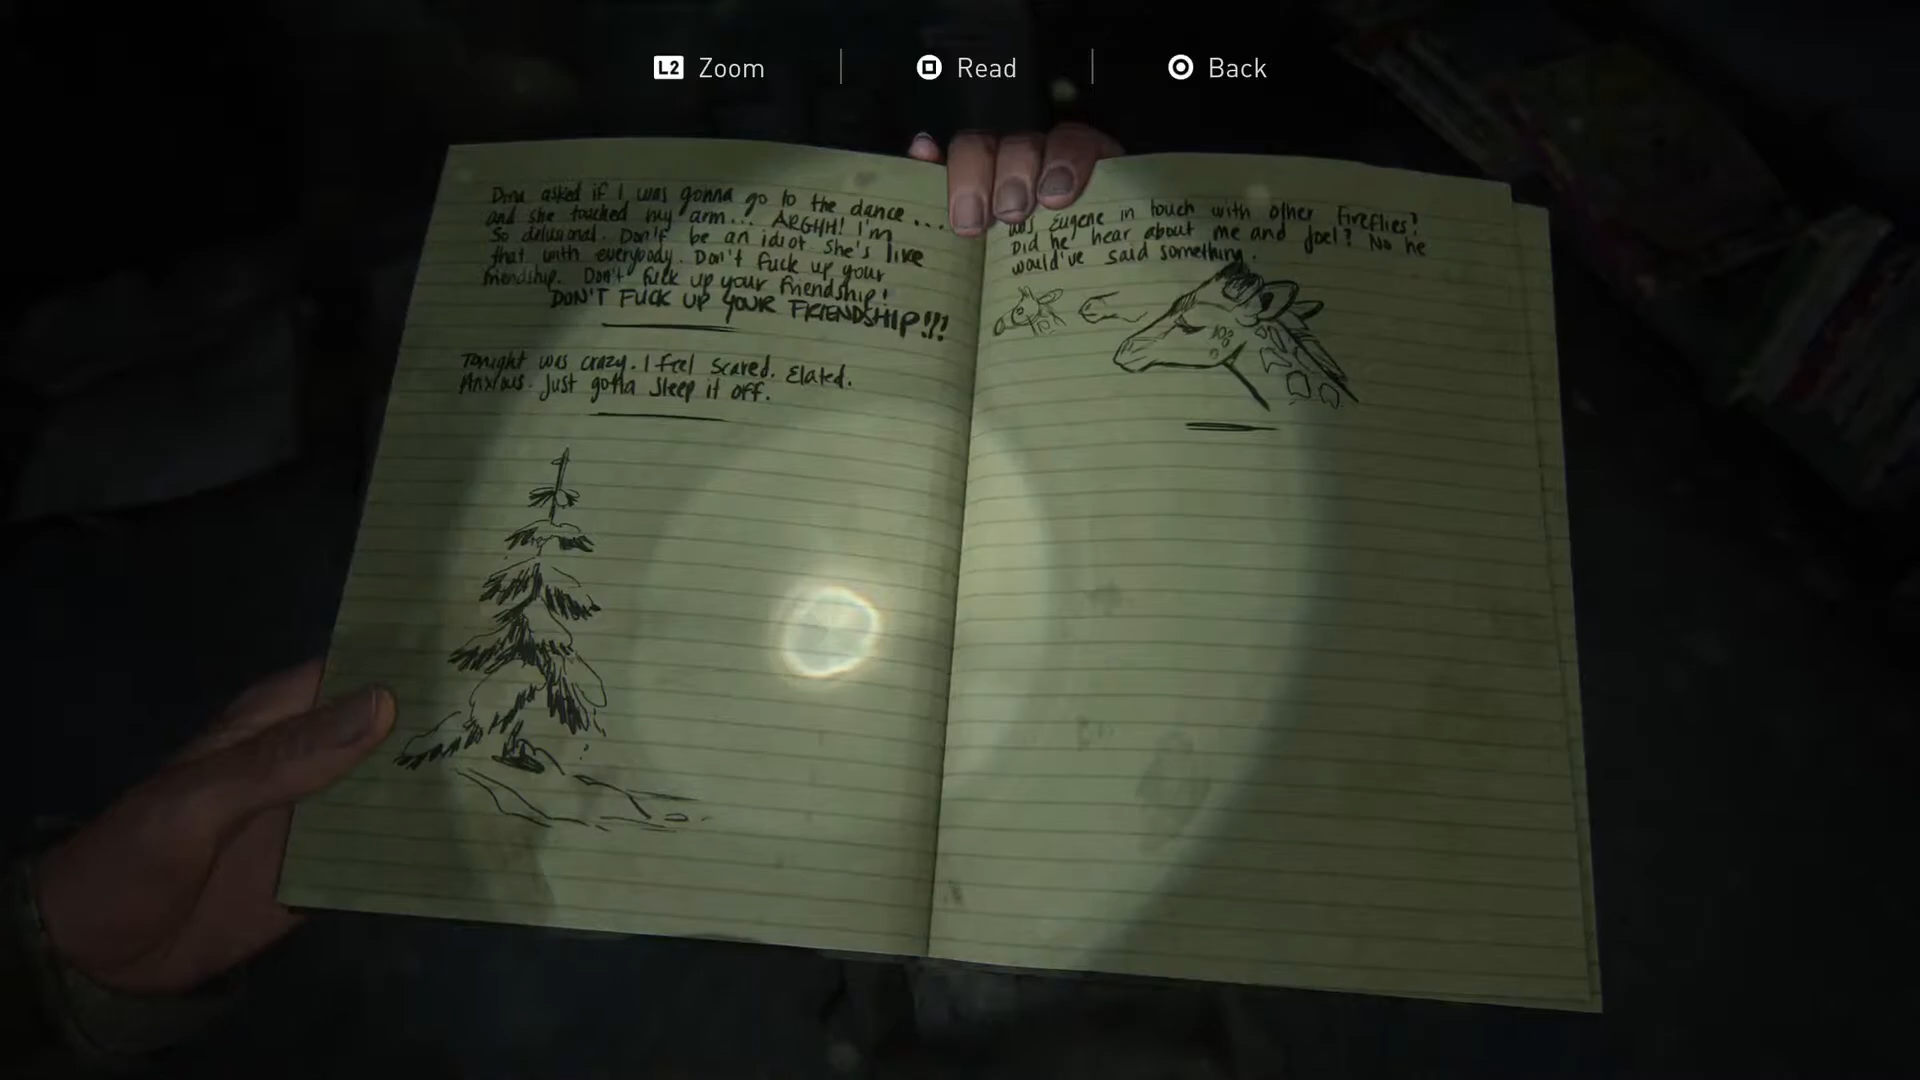 L2 Zoom
Read
Back
Dina asked if I was gonna go to the dance...
and she touched my arm... ARGHH! I'm
so delusional. Don't be an idiot she's like
that with everybody. Don't fuck up your
friendship. Don't fuck up your friendship!
DON'T FUCK UP YOUR FRIENDSHIP!!!
Tonight was crazy. I feel scared. Elated.
Anxious. Just gotta sleep it off.
Was Eugene in touch with other Fireflies?
Did he hear about me and Joel? No he
would've said something.